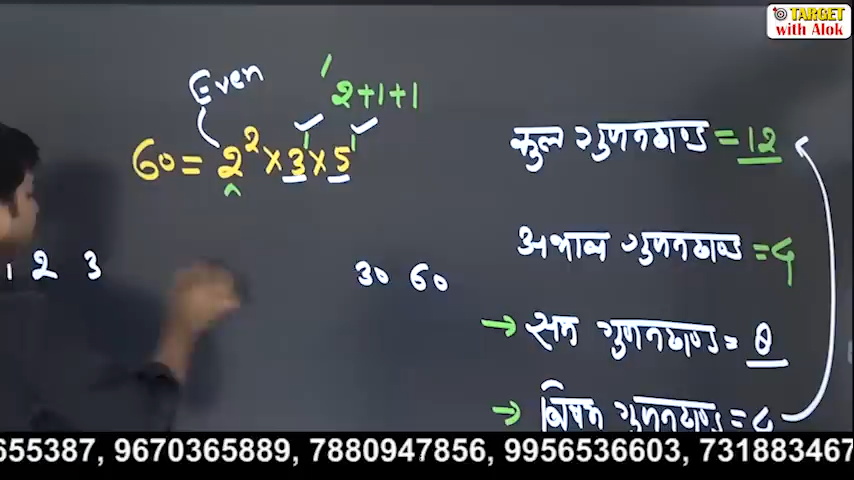 TARGET
with Alok
Even
2+1+1
60 = 2² × 3¹ × 5¹
कुल गुणनखण्ड = 12
अभाज्य गुणनखण्ड = 4
1 2 3
30 60
→ सम गुणनखण्ड = 8
→ विषम गुणनखण्ड = 4
655387, 9670365889, 7880947856, 9956536603, 731883467